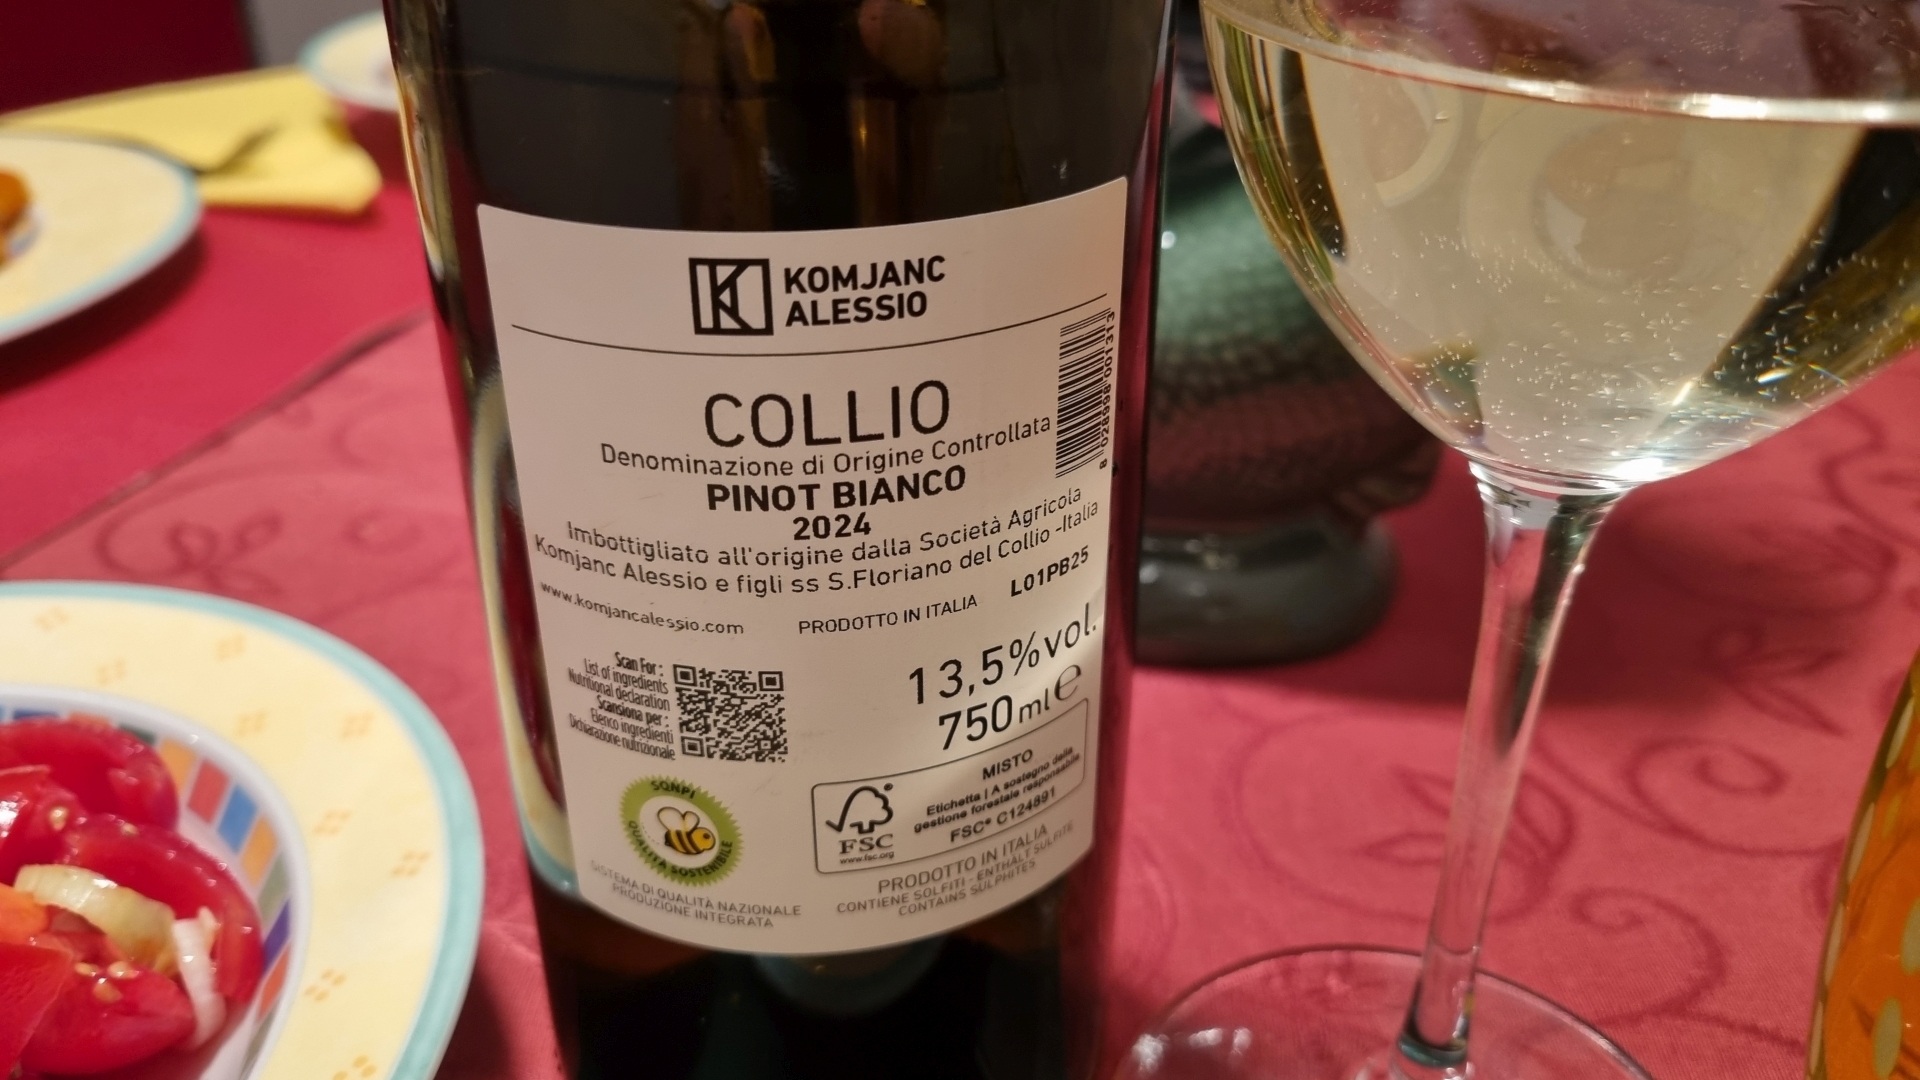 KOMJANC
ALESSIO
COLLIO
Denominazione di Origine Controllata
PINOT BIANCO
2024
Imbottigliato all'origine dalla Società Agricola
Komjanc Alessio e figli ss S.Floriano del Collio -Italia
www.komjancalessio.com
PRODOTTO IN ITALIA
L01PB25
8 028998 001313
Scan For :
List of ingredients
Nutritional declaration
Scansiona per :
Elenco ingredienti
Dichiarazione nutrizionale
13,5%vol.
750ml e
SQNPI
QUALITÀ SOSTENIBILE
SISTEMA DI QUALITÀ NAZIONALE
PRODUZIONE INTEGRATA
FSC
www.fsc.org
MISTO
Etichetta | A sostegno della
gestione forestale responsabile
FSC® C124891
PRODOTTO IN ITALIA
CONTIENE SOLFITI - ENTHÄLT SULFITE
CONTAINS SULPHITES